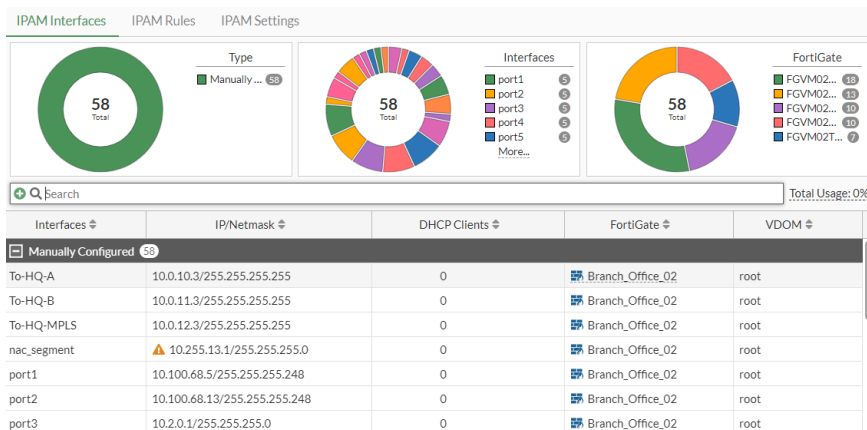 IPAM Interfaces IPAM Rules IPAM Settings
Type
Manually ... 58
58
Total
Interfaces
port1 5
port2 5
port3 5
port4 5
port5 5
More...
58
Total
FortiGate
FGVM02... 18
FGVM02... 13
FGVM02... 10
FGVM02... 10
FGVM02T... 7
58
Total
Search
Total Usage: 0%
Interfaces IP/Netmask DHCP Clients FortiGate VDOM
Manually Configured 58
To-HQ-A 10.0.10.3/255.255.255.255 0 Branch_Office_02 root
To-HQ-B 10.0.11.3/255.255.255.255 0 Branch_Office_02 root
To-HQ-MPLS 10.0.12.3/255.255.255.255 0 Branch_Office_02 root
nac_segment 10.255.13.1/255.255.255.0 0 Branch_Office_02 root
port1 10.100.68.5/255.255.255.248 0 Branch_Office_02 root
port2 10.100.68.13/255.255.255.248 0 Branch_Office_02 root
port3 10.2.0.1/255.255.255.0 0 Branch_Office_02 root